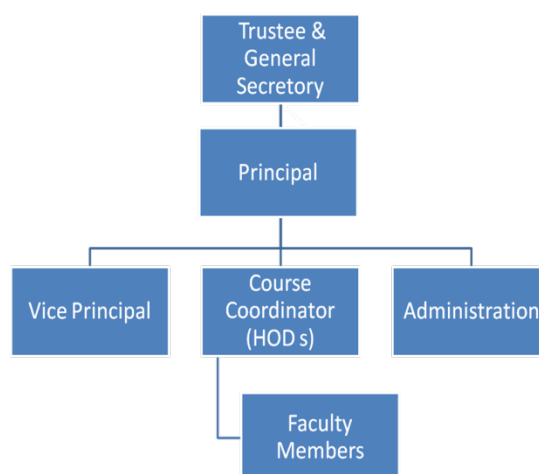 Trustee &
General
Secretory
Principal
Vice Principal
Course
Coordinator
(HOD s)
Administration
Faculty
Members